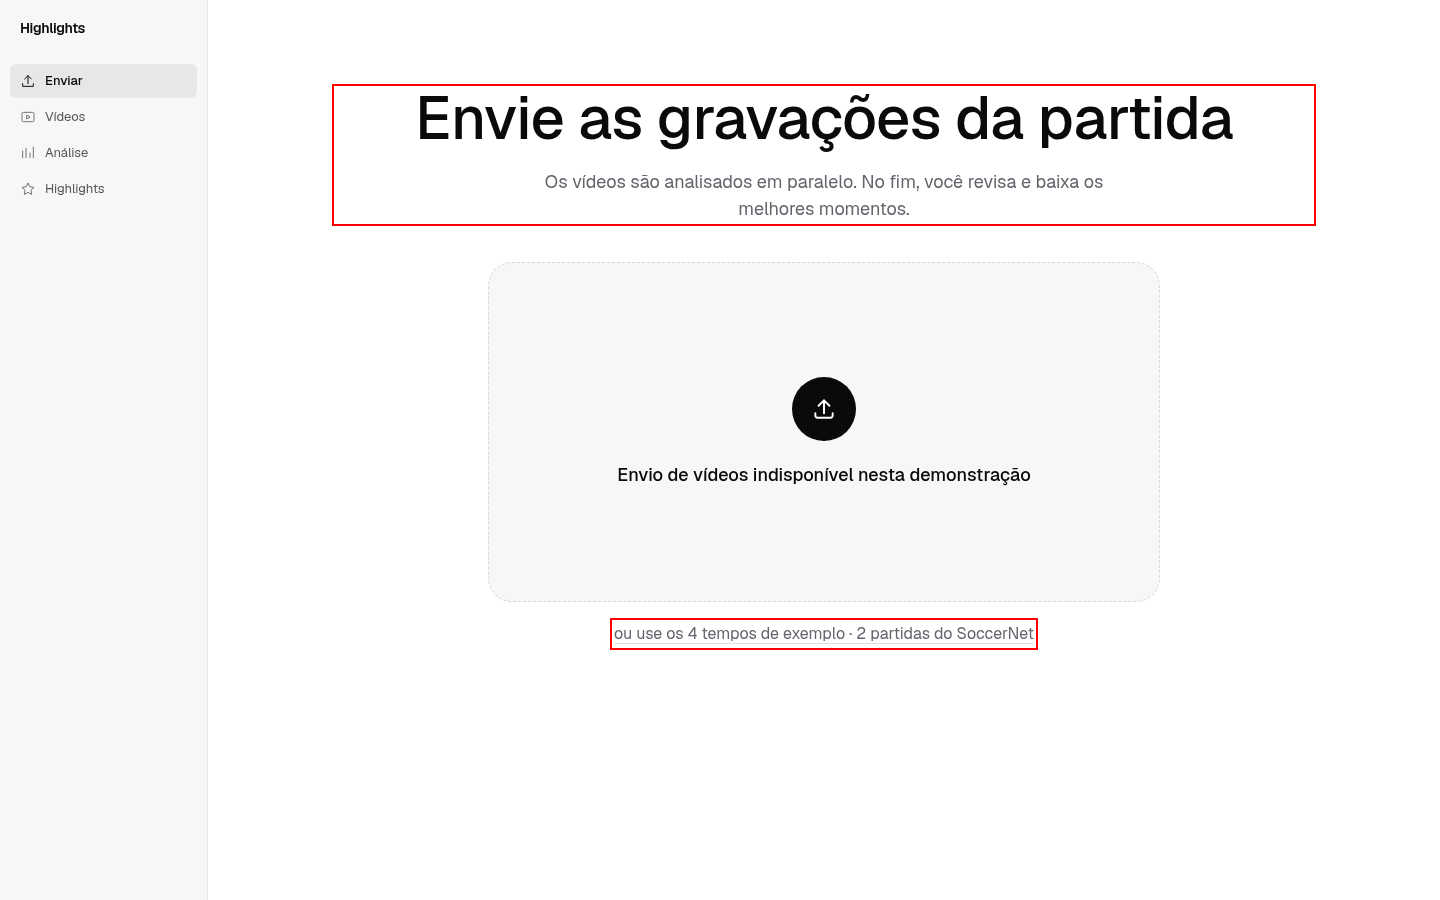 Highlights
Enviar
Vídeos
Análise
Highlights
Envie as gravações da partida
Os vídeos são analisados em paralelo. No fim, você revisa e baixa os
melhores momentos.
Envio de vídeos indisponível nesta demonstração
ou use os 4 tempos de exemplo · 2 partidas do SoccerNet